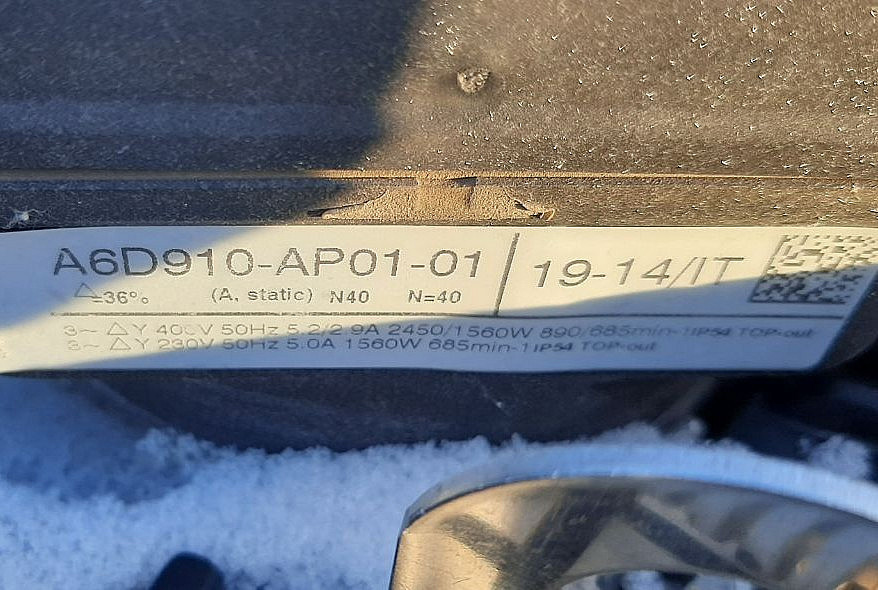 A6D910-AP01-01
19-14/IT
=36% (A, static) N40 N=40
3~ △ Y 400V 50Hz 5.2/2.9A 2450/1560W 890/685min-1 IP54 TOP-out
3~ △ Y 230V 50Hz 5.0A 1560W 685min-1 IP54 TOP-out